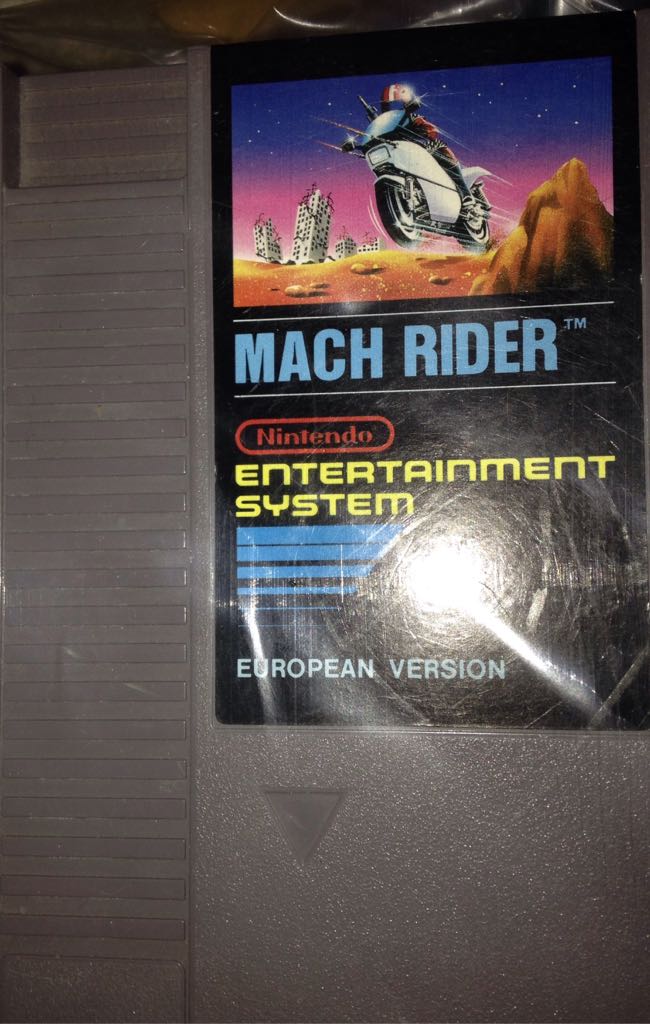 MACH RIDER™
Nintendo
ENTERTAINMENT
SYSTEM
EUROPEAN VERSION